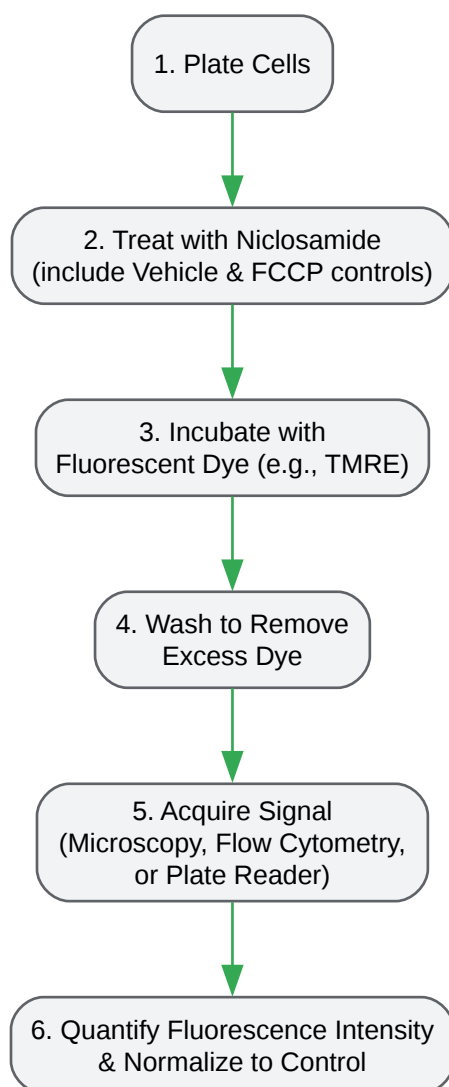 1. Plate Cells
2. Treat with Niclosamide
(include Vehicle & FCCP controls)
3. Incubate with
Fluorescent Dye (e.g., TMRE)
4. Wash to Remove
Excess Dye
5. Acquire Signal
(Microscopy, Flow Cytometry,
or Plate Reader)
6. Quantify Fluorescence Intensity
& Normalize to Control